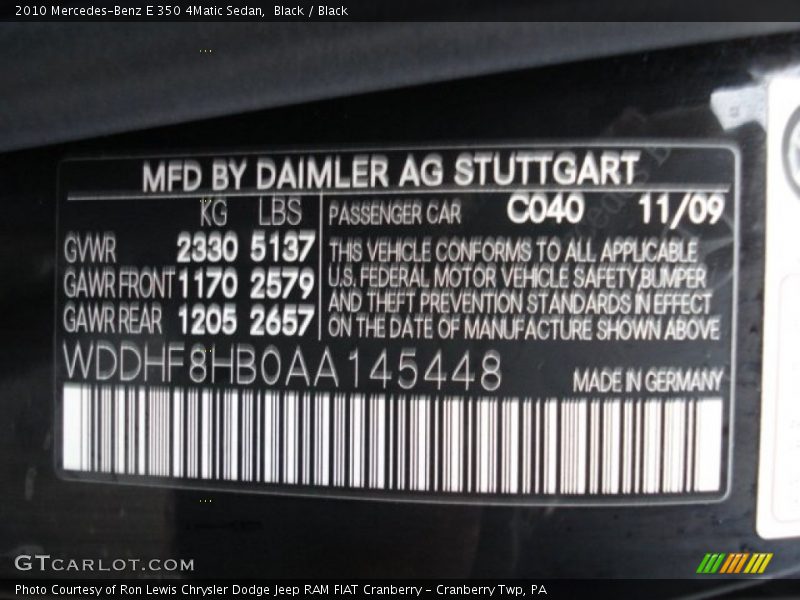 2010 Mercedes-Benz E 350 4Matic Sedan,  Black / Black
MFD BY DAIMLER AG STUTTGART
KG LBS
PASSENGER CAR C040 11/09
GVWR 2330 5137
GAWR FRONT 1170 2579
GAWR REAR 1205 2657
THIS VEHICLE CONFORMS TO ALL APPLICABLE
U.S. FEDERAL MOTOR VEHICLE SAFETY,BUMPER
AND THEFT PREVENTION STANDARDS IN EFFECT
ON THE DATE OF MANUFACTURE SHOWN ABOVE
WDDHF8HB0AA145448
MADE IN GERMANY
GTCARLOT.COM
Photo Courtesy of Ron Lewis Chrysler Dodge Jeep RAM FIAT Cranberry - Cranberry Twp, PA